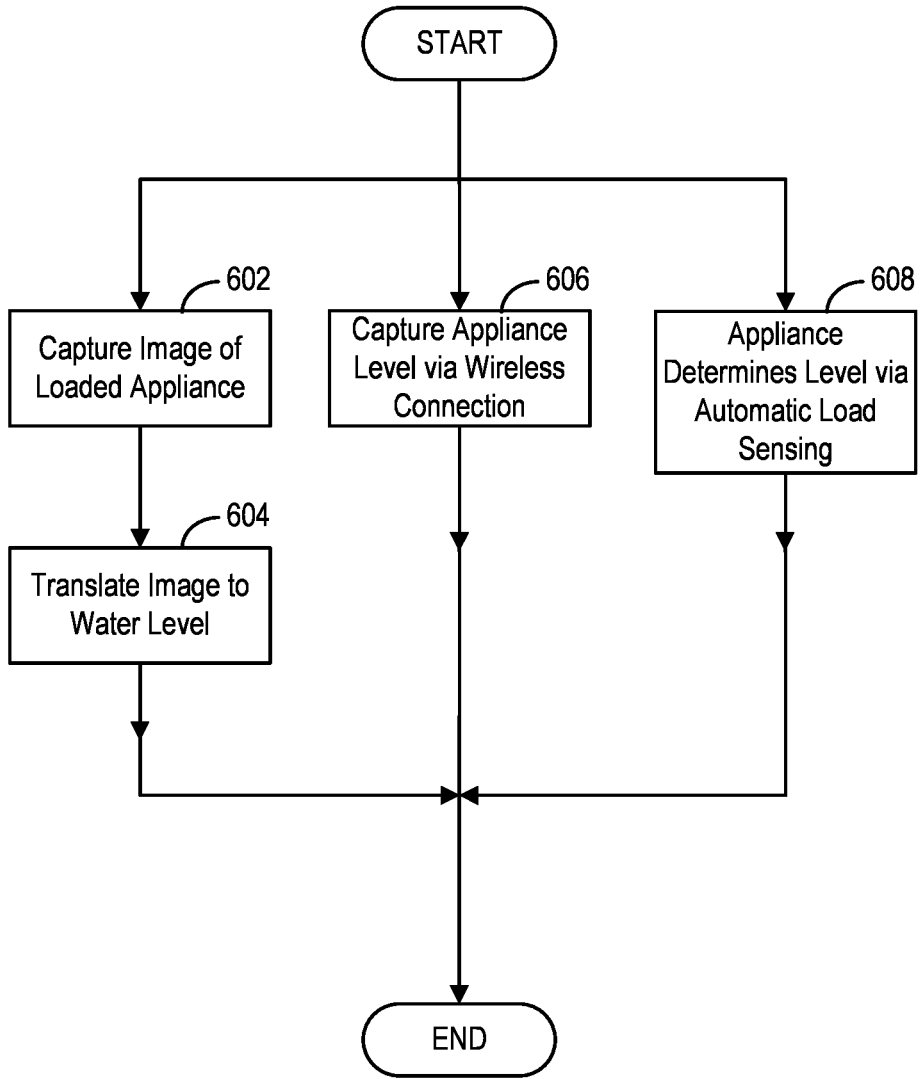 START
602
Capture Image of
Loaded Appliance
606
Capture Appliance
Level via Wireless
Connection
608
Appliance
Determines Level via
Automatic Load
Sensing
604
Translate Image to
Water Level
END